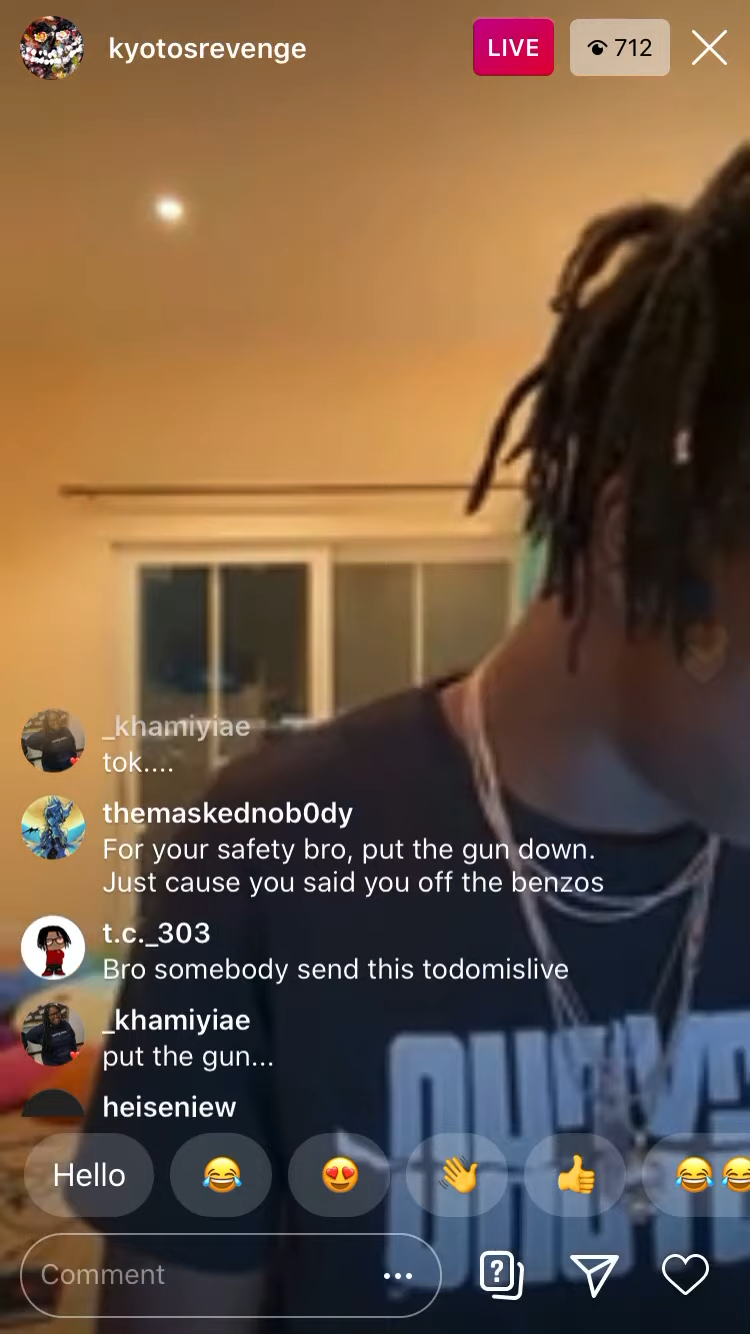 kyotosrevenge
LIVE
712
_khamiyiae
tok....
themaskednob0dy
For your safety bro, put the gun down.
Just cause you said you off the benzos
t.c._303
Bro somebody send this todomislive
_khamiyiae
put the gun...
heiseniew
Hello
Comment